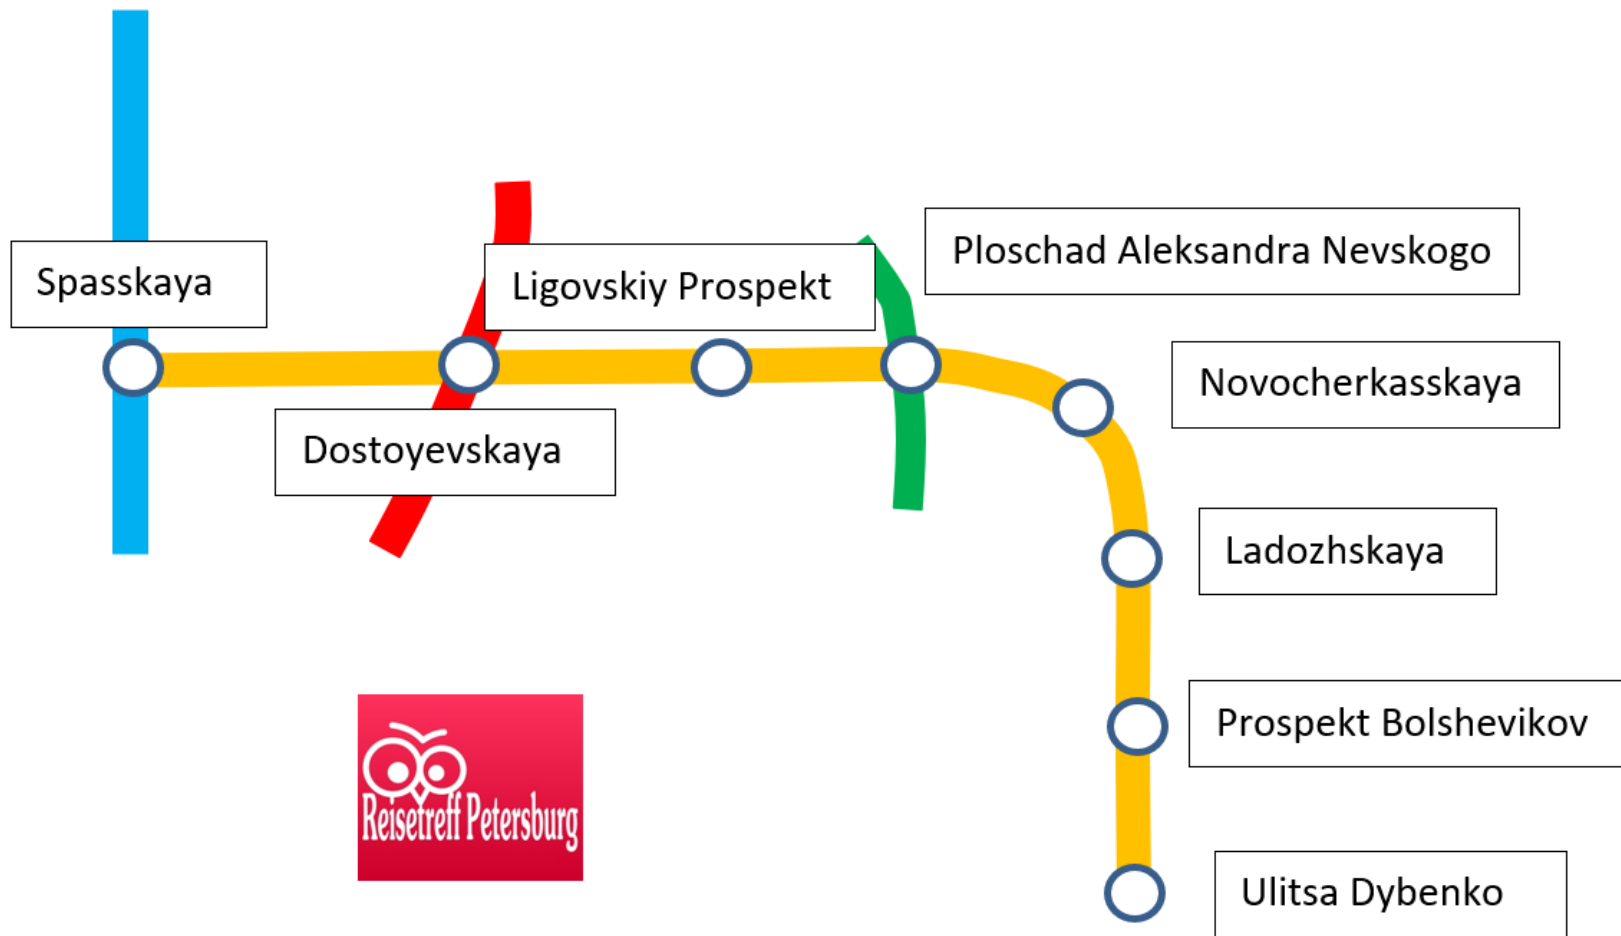 Spasskaya
Dostoyevskaya
Ligovskiy Prospekt
Ploschad Aleksandra Nevskogo
Novocherkasskaya
Ladozhskaya
Prospekt Bolshevikov
Ulitsa Dybenko
Reisetreff Petersburg